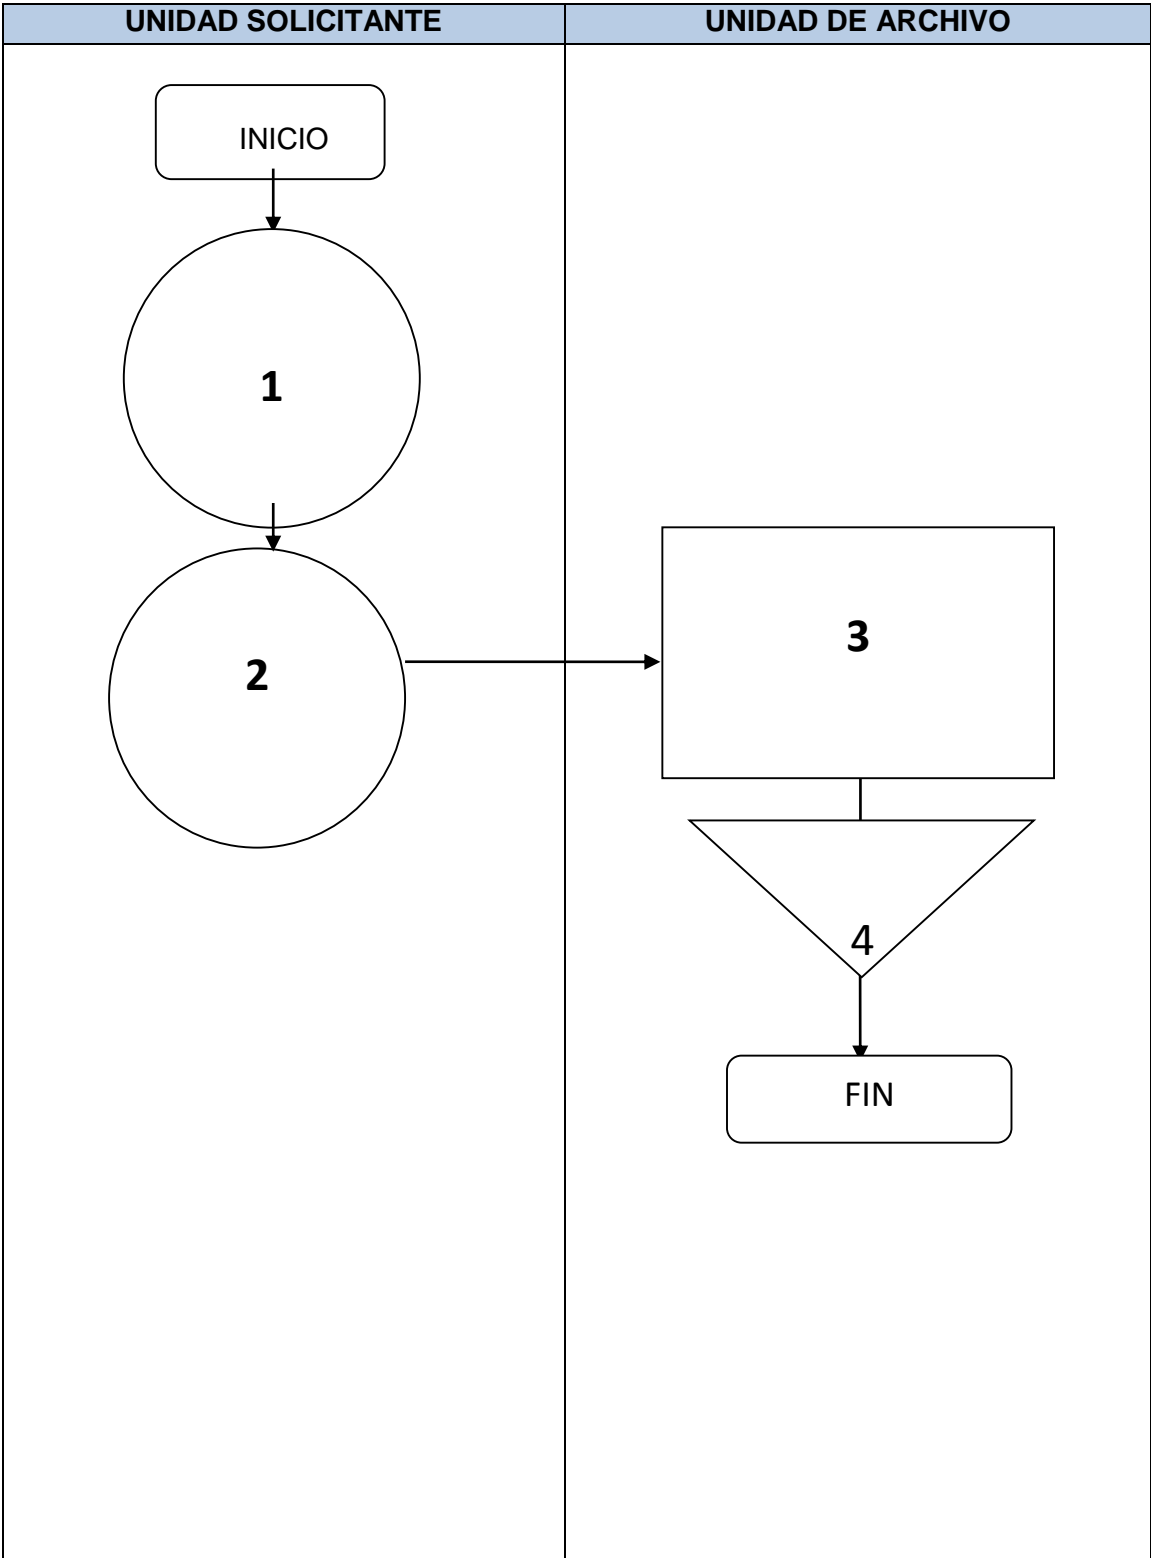 UNIDAD SOLICITANTE
UNIDAD DE ARCHIVO
INICIO
1
2
3
4
FIN